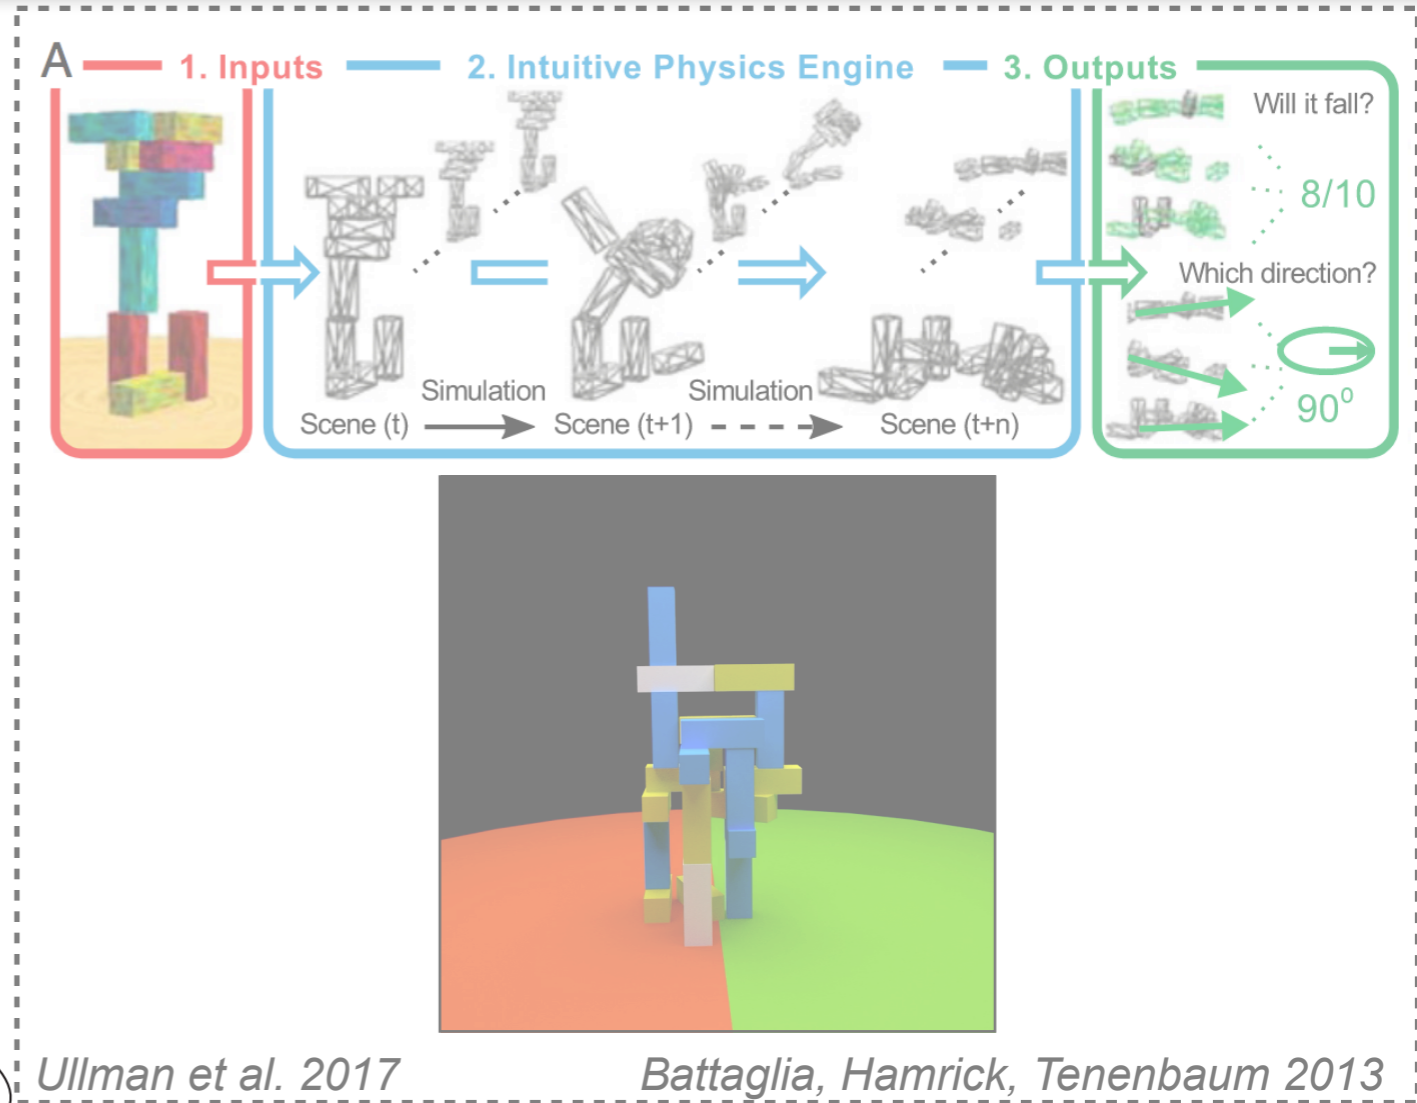 A
1. Inputs
2. Intuitive Physics Engine
3. Outputs
Will it fall?
8/10
Which direction?
90⁰
Simulation
Simulation
Scene (t)
Scene (t+1)
Scene (t+n)
Ullman et al. 2017
Battaglia, Hamrick, Tenenbaum 2013